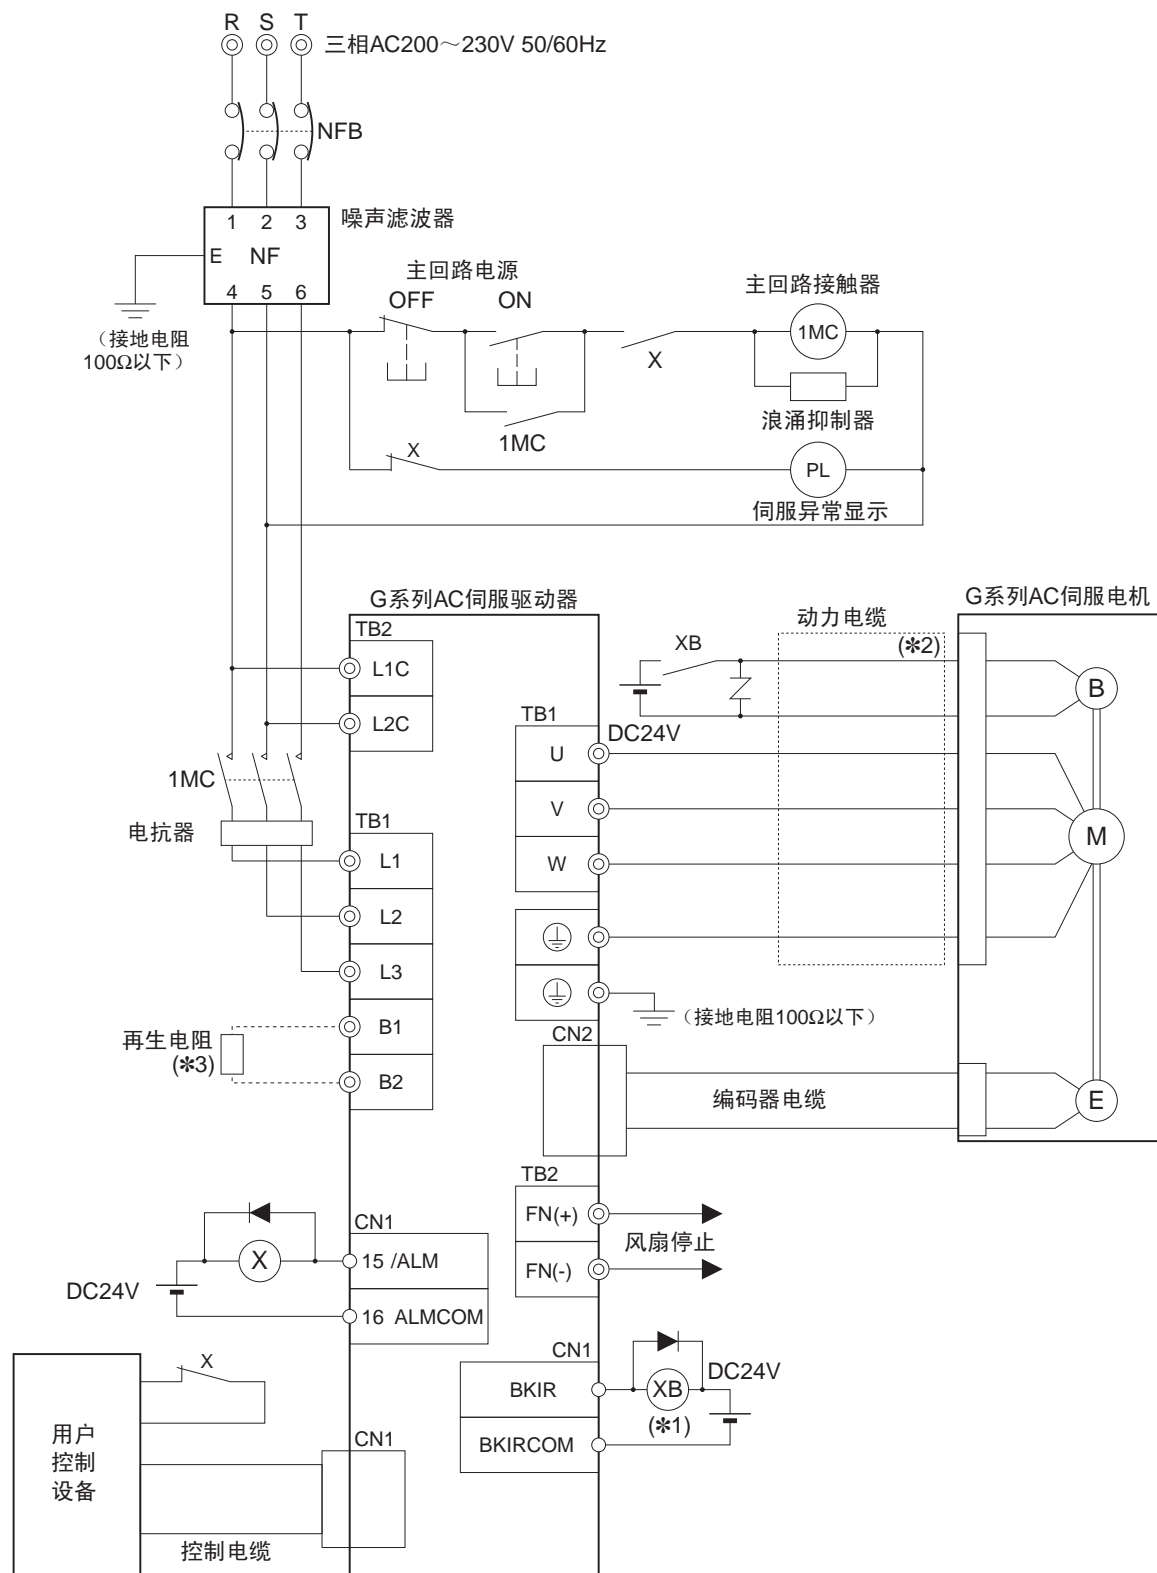 R S T
三相AC200～230V 50/60Hz
NFB
1 2 3
噪声滤波器
E NF
4 5 6
（接地电阻
100Ω以下）
主回路电源
OFF ON
主回路接触器
1MC
X
浪涌抑制器
1MC
X
PL
伺服异常显示
G系列AC伺服驱动器
G系列AC伺服电机
TB2
L1C
L2C
动力电缆
(✻2)
XB
DC24V
B
TB1
U
V
W
M
1MC
电抗器
TB1
L1
L2
L3
B1
B2
再生电阻
(✻3)
（接地电阻100Ω以下）
CN2
编码器电缆
E
TB2
FN(+)
FN(-)
风扇停止
CN1
15 /ALM
16 ALMCOM
X
DC24V
CN1
BKIR
BKIRCOM
XB
(✻1)
DC24V
X
用户
控制
设备
CN1
控制电缆